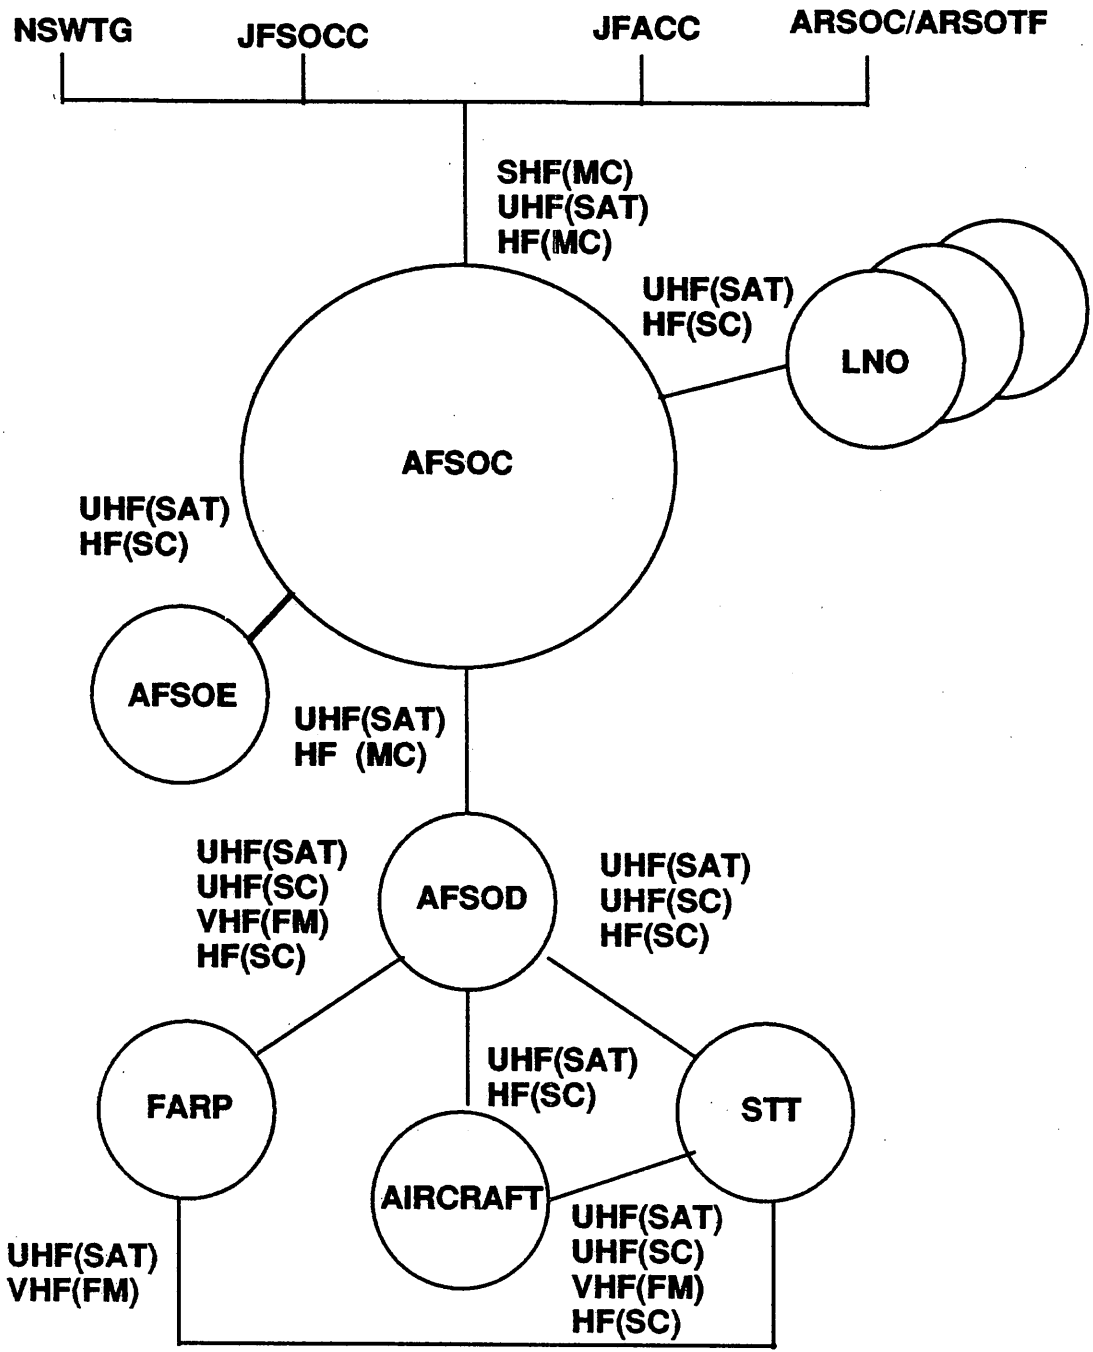 NSWTG
JFSOCC
JFACC
ARSOC/ARSOTF
SHF(MC)
UHF(SAT)
HF(MC)
UHF(SAT)
HF(SC)
LNO
AFSOC
UHF(SAT)
HF(SC)
AFSOE
UHF(SAT)
HF (MC)
UHF(SAT)
UHF(SC)
VHF(FM)
HF(SC)
AFSOD
UHF(SAT)
UHF(SC)
HF(SC)
UHF(SAT)
HF(SC)
FARP
STT
AIRCRAFT
UHF(SAT)
VHF(FM)
UHF(SAT)
UHF(SC)
VHF(FM)
HF(SC)